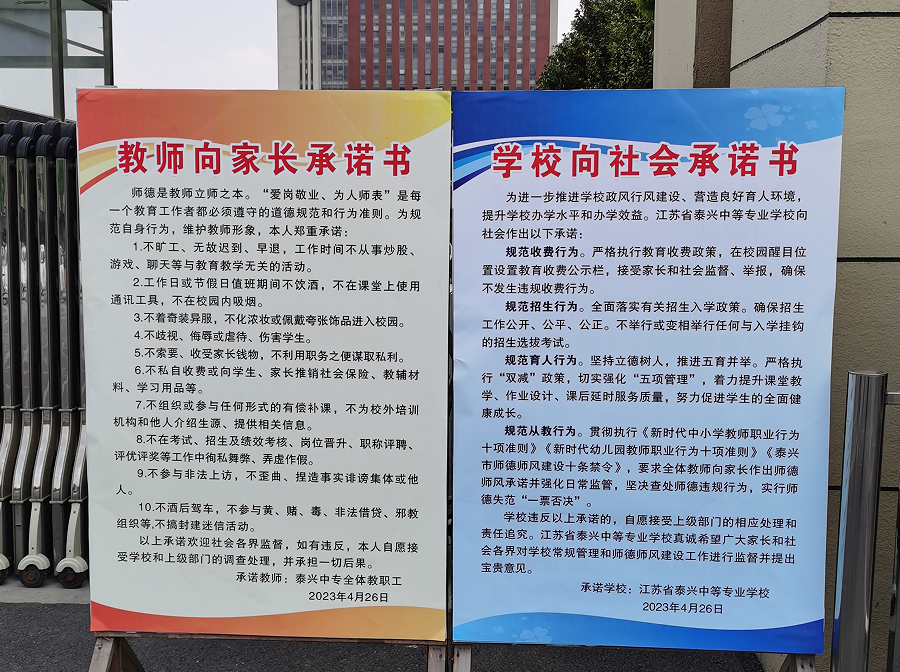 教师向家长承诺书
师德是教师立师之本。“爱岗敬业、为人师表”是每
一个教育工作者都必须遵守的道德规范和行为准则。为规
范自身行为，维护教师形象，本人郑重承诺：
1.不旷工、无故迟到、早退，工作时间不从事炒股、
游戏、聊天等与教育教学无关的活动。
2.工作日或节假日值班期间不饮酒，不在课堂上使用
通讯工具，不在校园内吸烟。
3.不着奇装异服，不化浓妆或佩戴夸张饰品进入校园。
4.不歧视、侮辱或虐待、伤害学生。
5.不索要、收受家长钱物，不利用职务之便谋取私利。
6.不私自收费或向学生、家长推销社会保险、教辅材
料、学习用品等。
7.不组织或参与任何形式的有偿补课，不为校外培训
机构和他人介绍生源、提供相关信息。
8.不在考试、招生及绩效考核、岗位晋升、职称评聘、
评优评奖等工作中徇私舞弊、弄虚作假。
9.不参与非法上访，不歪曲、捏造事实诽谤集体或他
人。
10.不酒后驾车，不参与黄、赌、毒、非法借贷、邪教
组织等,不搞封建迷信活动。
以上承诺欢迎社会各界监督，如有违反，本人自愿接
受学校和上级部门的调查处理，并承担一切后果。
承诺教师：泰兴中专全体教职工
2023年4月26日
学校向社会承诺书
为进一步推进学校政风行风建设、营造良好育人环境，
提升学校办学水平和办学效益。江苏省泰兴中等专业学校向
社会作出以下承诺：
规范收费行为。严格执行教育收费政策，在校园醒目位
置设置教育收费公示栏，接受家长和社会监督、举报，确保
不发生违规收费行为。
规范招生行为。全面落实有关招生入学政策。确保招生
工作公开、公平、公正。不举行或变相举行任何与入学挂钩
的招生选拔考试。
规范育人行为。坚持立德树人，推进五育并举。严格执
行“双减”政策，切实强化“五项管理”，着力提升课堂教
学、作业设计、课后延时服务质量，努力促进学生的全面健
康成长。
规范从教行为。贯彻执行《新时代中小学教师职业行为
十项准则》《新时代幼儿园教师职业行为十项准则》《泰兴
市师德师风建设十条禁令》，要求全体教师向家长作出师德
师风承诺并强化日常监管，坚决查处师德违规行为，实行师
德失范“一票否决”。
学校违反以上承诺的，自愿接受上级部门的相应处理和
责任追究。江苏省泰兴中等专业学校真诚希望广大家长和社
会各界对学校常规管理和师德师风建设工作进行监督并提出
宝贵意见。
承诺学校：江苏省泰兴中等专业学校
2023年4月26日